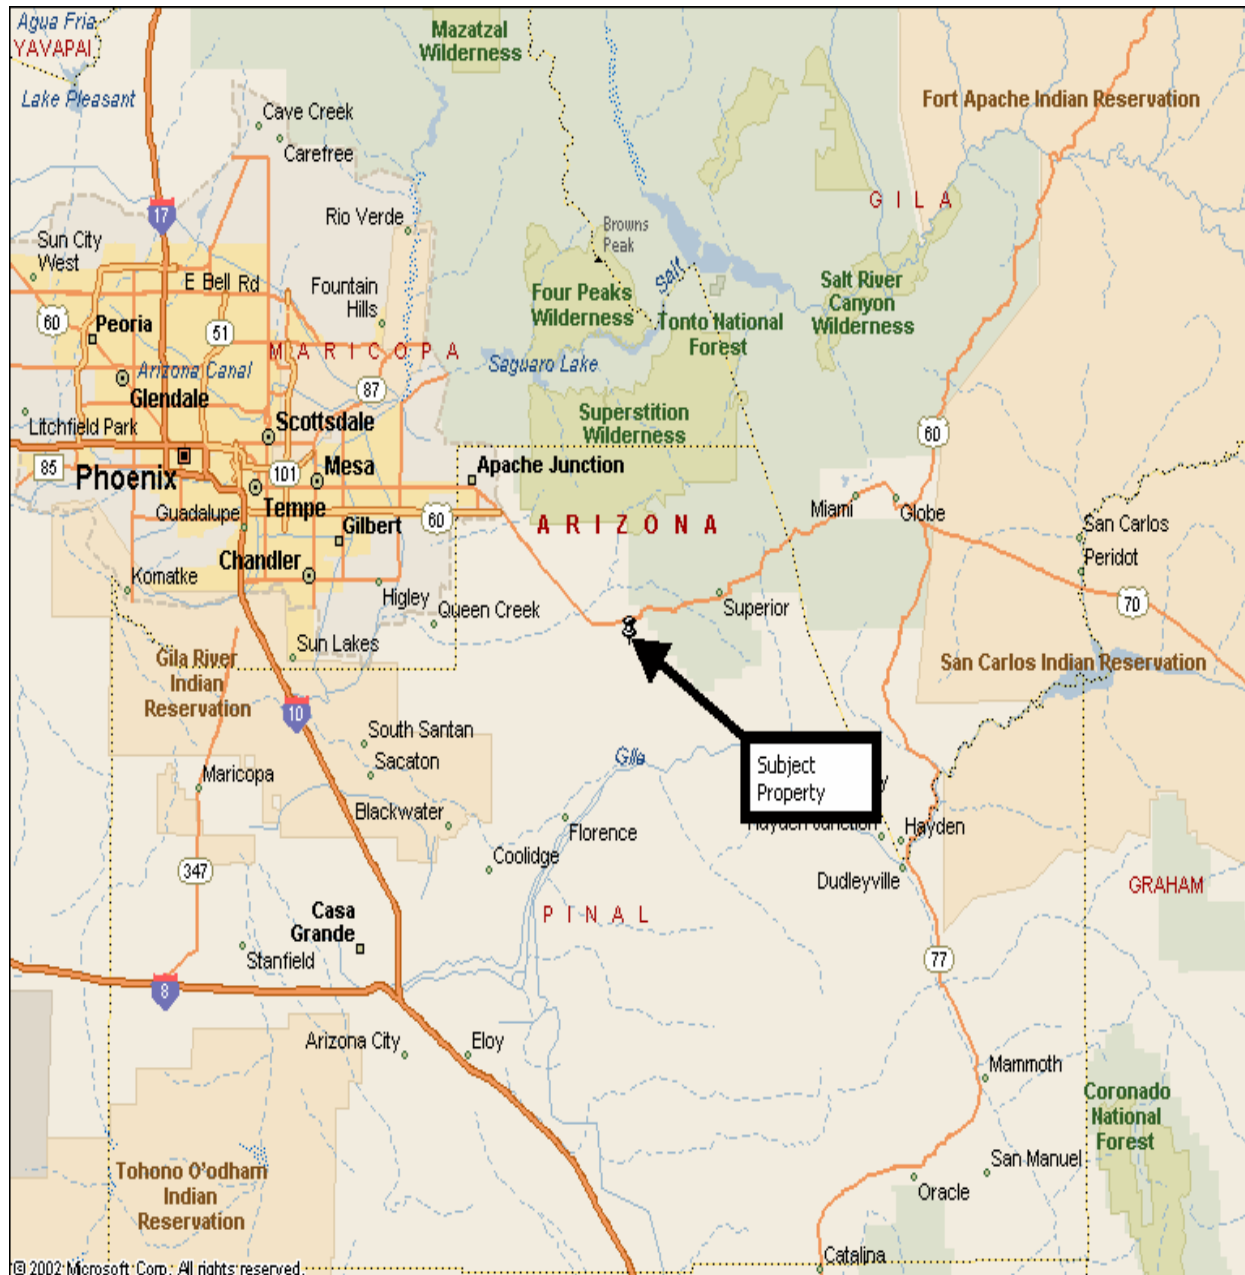 Agua Fria
YAVAPAI
Lake Pleasant
Mazatzal
Wilderness
Fort Apache Indian Reservation
Cave Creek
Carefree
17
Rio Verde
Browns
Peak
G I L A
Sun City
West
E Bell Rd
Fountain
Hills
Salt
Four Peaks
Wilderness
Salt River
Canyon
Wilderness
60
Peoria
51
Tonto National
Forest
M A R I C O P A
Arizona Canal
Saguaro Lake
87
Glendale
Litchfield Park
Scottsdale
Superstition
Wilderness
60
85
Phoenix
101
Mesa
Apache Junction
Tempe
Guadalupe
Gilbert
60
A R I Z O N A
Miami
Globe
San Carlos
Peridot
Chandler
Komatke
Higley
Queen Creek
Superior
70
Sun Lakes
Gila River
Indian
Reservation
San Carlos Indian Reservation
10
South Santan
Sacaton
Gila
Subject
Property
Maricopa
Blackwater
Florence
Hayden Junction
Hayden
Coolidge
Dudleyville
347
GRAHAM
Casa
Grande
P I N A L
Stanfield
77
8
Arizona City
Eloy
Mammoth
Coronado
National
Forest
San Manuel
Oracle
Tohono O'odham
Indian
Reservation
Catalina
© 2002 Microsoft Corp. All rights reserved.